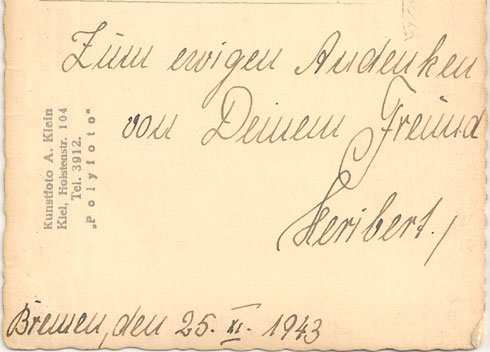 Zum ewigen Andenken
von Deinem Freund
Heribert.
Kunstfoto A. Klein
Kiel, Holstenstr. 104
Tel. 3912.
„Polyfoto“
Bremen, den 25. XI. 1943